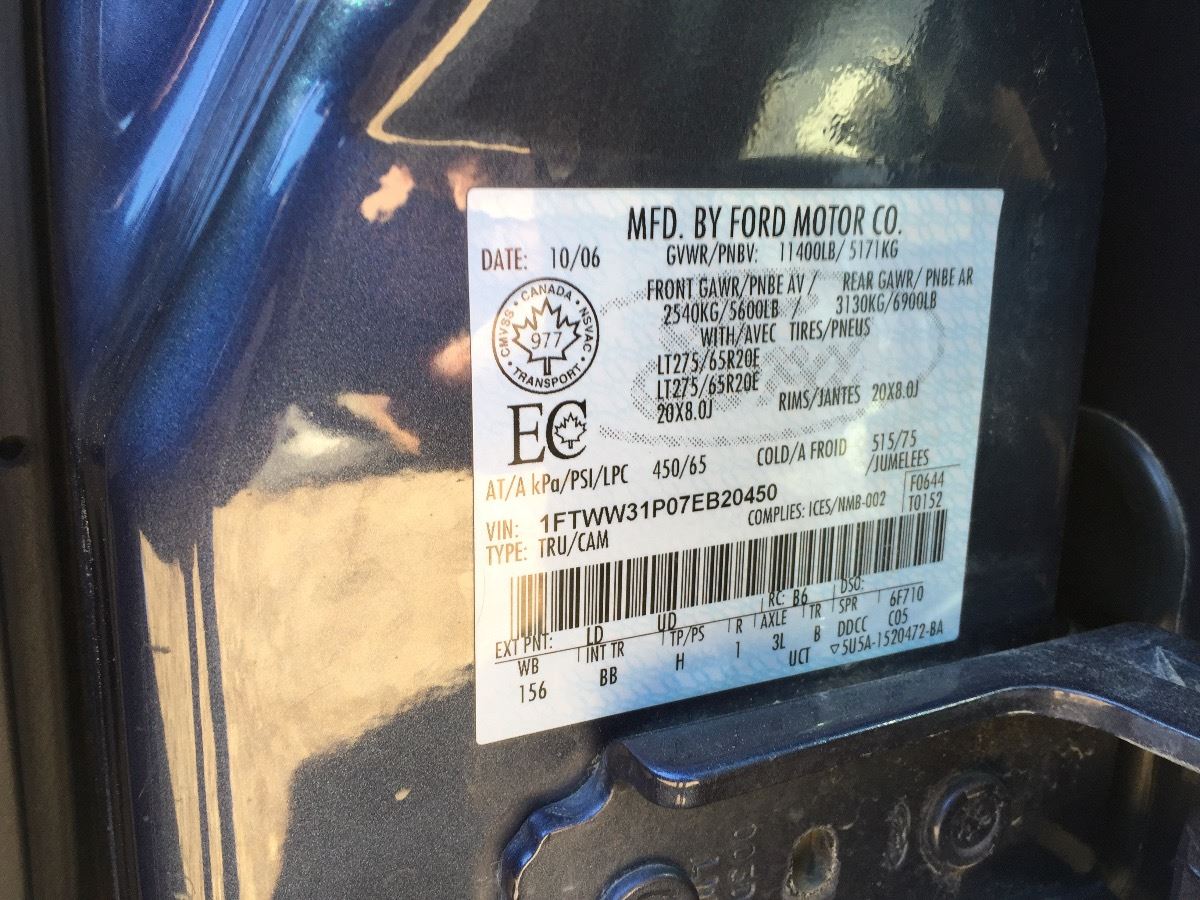 MFD. BY FORD MOTOR CO.
DATE: 10/06 GVWR/PNBV: 11400LB/ 5171KG
FRONT GAWR/PNBE AV / REAR GAWR/ PNBE AR
2540KG/5600LB / 3130KG/6900LB
WITH/AVEC TIRES/PNEUS
CANADA
CMVSS NSVAC
977
TRANSPORT
LT275/65R20E
LT275/65R20E
20X8.0J RIMS/JANTES 20X8.0J
EC
AT/A kPa/PSI/LPC 450/65 COLD/A FROID 515/75
/JUMELEES
VIN: 1FTWW31P07EB20450 F0644
TYPE: TRU/CAM COMPLIES: ICES/NMB-002 T0152
EXT PNT: LD UD RC: B6 DSO:
WB INT TR TP/PS R AXLE TR SPR 6F710
156 BB H 1 3L B DDCC C05
UCT ▽5U5A-1520472-BA